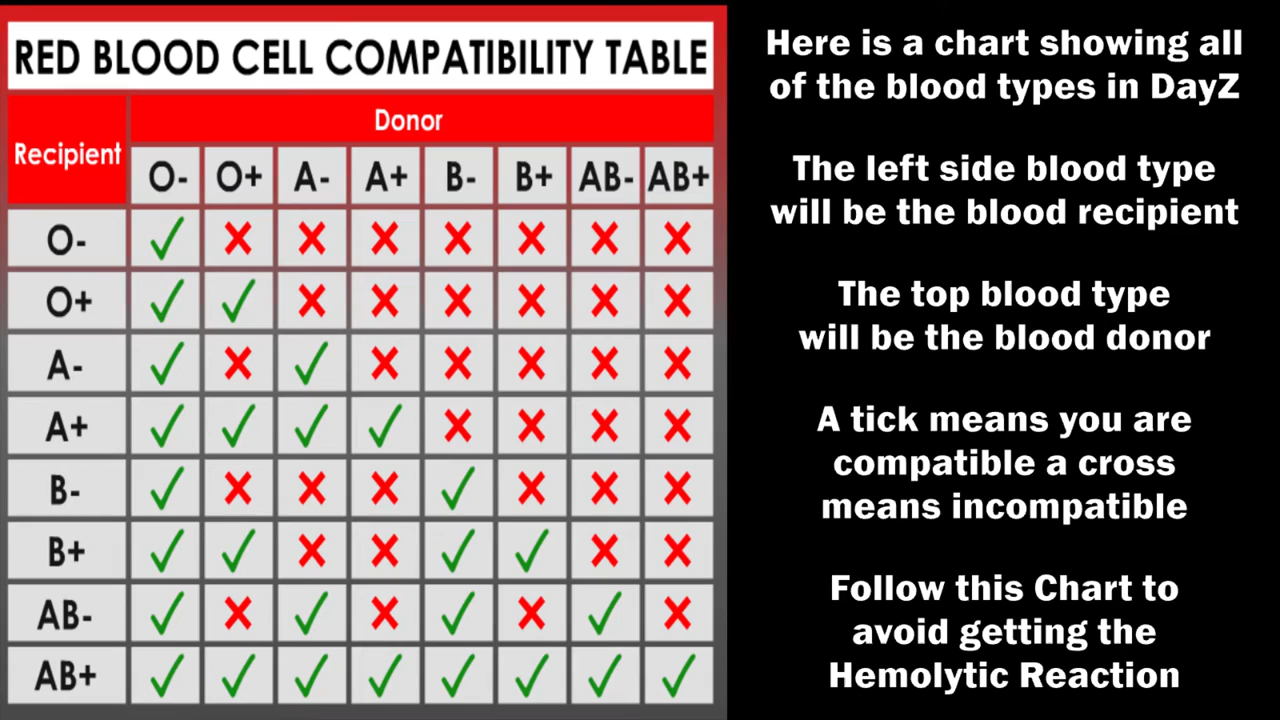 RED BLOOD CELL COMPATIBILITY TABLE
Recipient
Donor
O- O+ A- A+ B- B+ AB- AB+
O- ✓ ✗ ✗ ✗ ✗ ✗ ✗ ✗
O+ ✓ ✓ ✗ ✗ ✗ ✗ ✗ ✗
A- ✓ ✗ ✓ ✗ ✗ ✗ ✗ ✗
A+ ✓ ✓ ✓ ✓ ✗ ✗ ✗ ✗
B- ✓ ✗ ✗ ✗ ✓ ✗ ✗ ✗
B+ ✓ ✓ ✗ ✗ ✓ ✓ ✗ ✗
AB- ✓ ✗ ✓ ✗ ✓ ✗ ✓ ✗
AB+ ✓ ✓ ✓ ✓ ✓ ✓ ✓ ✓
Here is a chart showing all
of the blood types in DayZ
The left side blood type
will be the blood recipient
The top blood type
will be the blood donor
A tick means you are
compatible a cross
means incompatible
Follow this Chart to
avoid getting the
Hemolytic Reaction